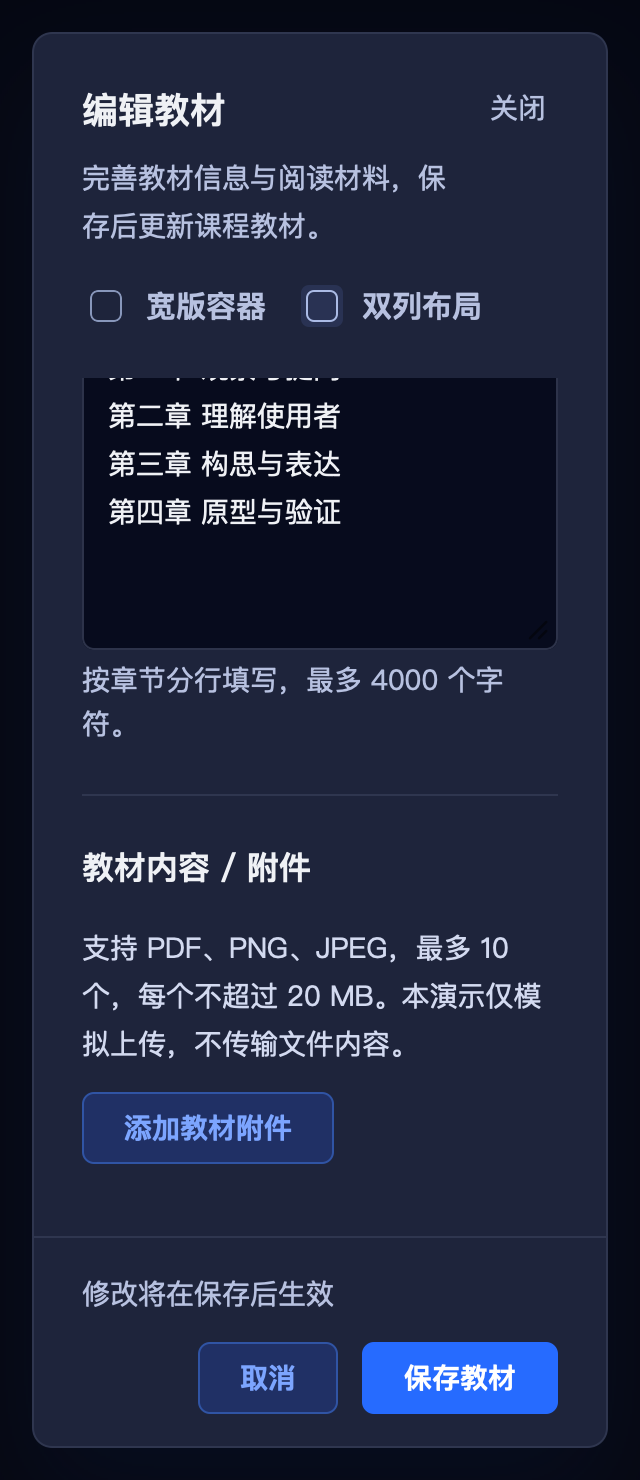 编辑教材
关闭
完善教材信息与阅读材料，保
存后更新课程教材。
宽版容器
双列布局
第二章 理解使用者
第三章 构思与表达
第四章 原型与验证
按章节分行填写，最多 4000 个字
符。
教材内容 / 附件
支持 PDF、PNG、JPEG，最多 10
个，每个不超过 20 MB。本演示仅模
拟上传，不传输文件内容。
添加教材附件
修改将在保存后生效
取消
保存教材